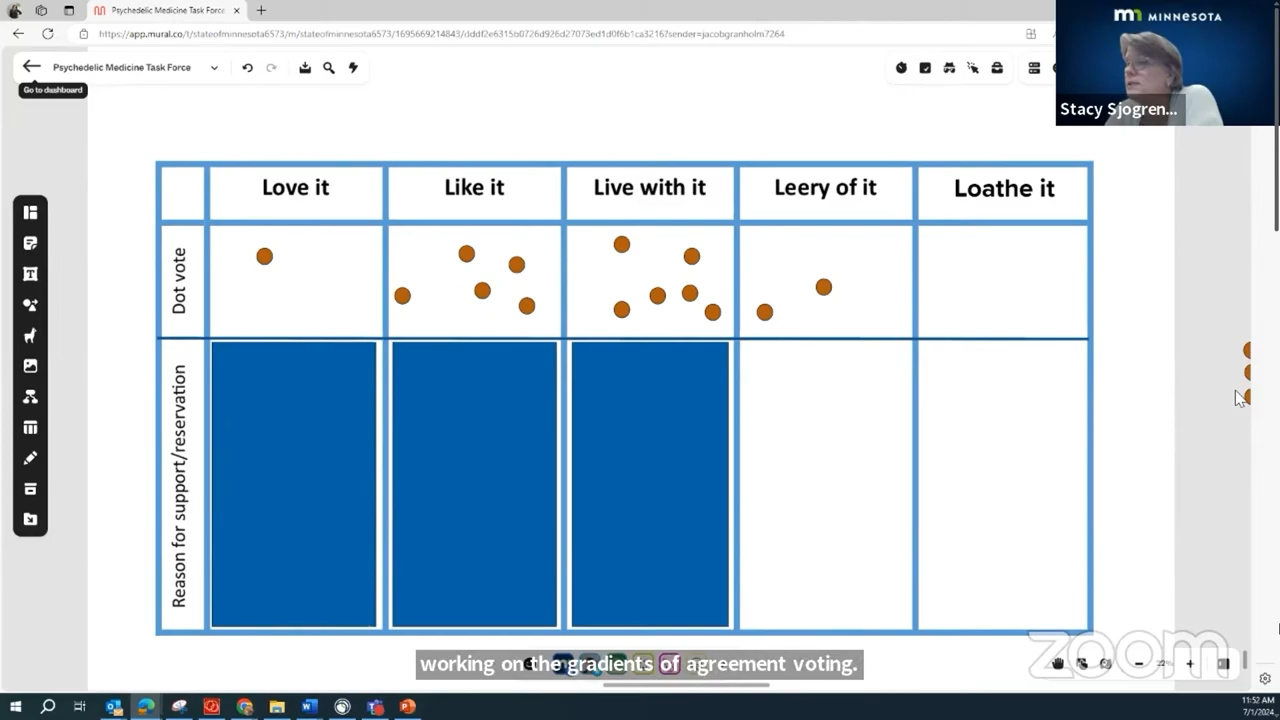 Psychedelic Medicine Task Force
https://app.mural.co/t/stateofminnesota6573/m/stateofminnesota6573/1695669214843/dddf2e6315b0726d926d27073ed1d0f6b1ca3216?sender=jacobgranholm7264
MINNESOTA
Psychedelic Medicine Task Force
Go to dashboard
Stacy Sjogren...
Love it
Like it
Live with it
Leery of it
Loathe it
Dot vote
Reason for support/reservation
working on the gradients of agreement voting.
zoom
11:52 AM
7/1/2024